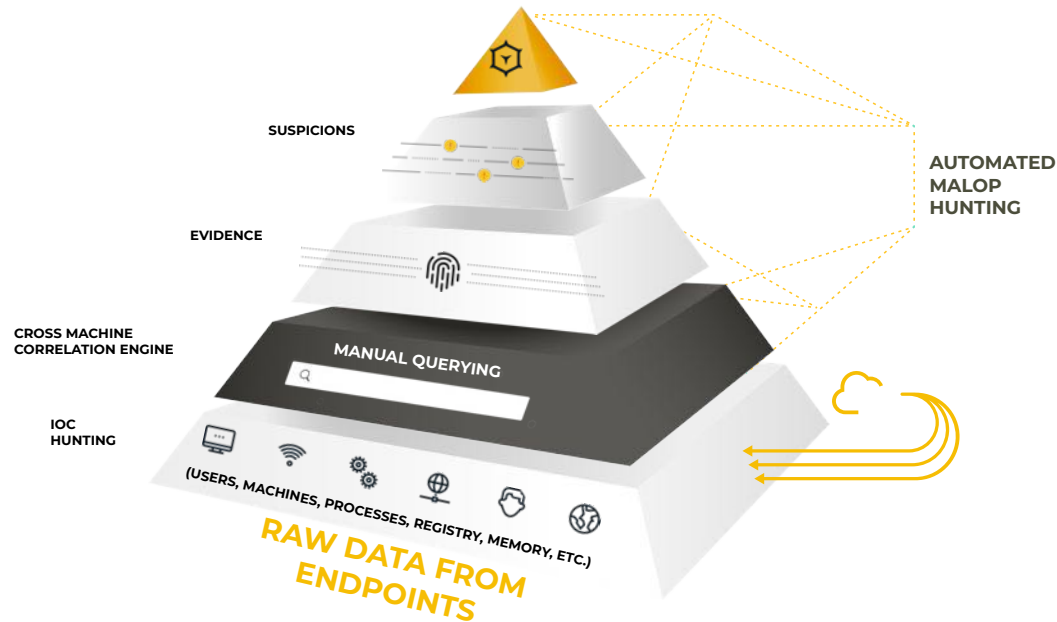 SUSPICIONS
AUTOMATED
MALOP
HUNTING
EVIDENCE
CROSS MACHINE
CORRELATION ENGINE
MANUAL QUERYING
IOC
HUNTING
(USERS, MACHINES, PROCESSES, REGISTRY, MEMORY, ETC.)
RAW DATA FROM
ENDPOINTS